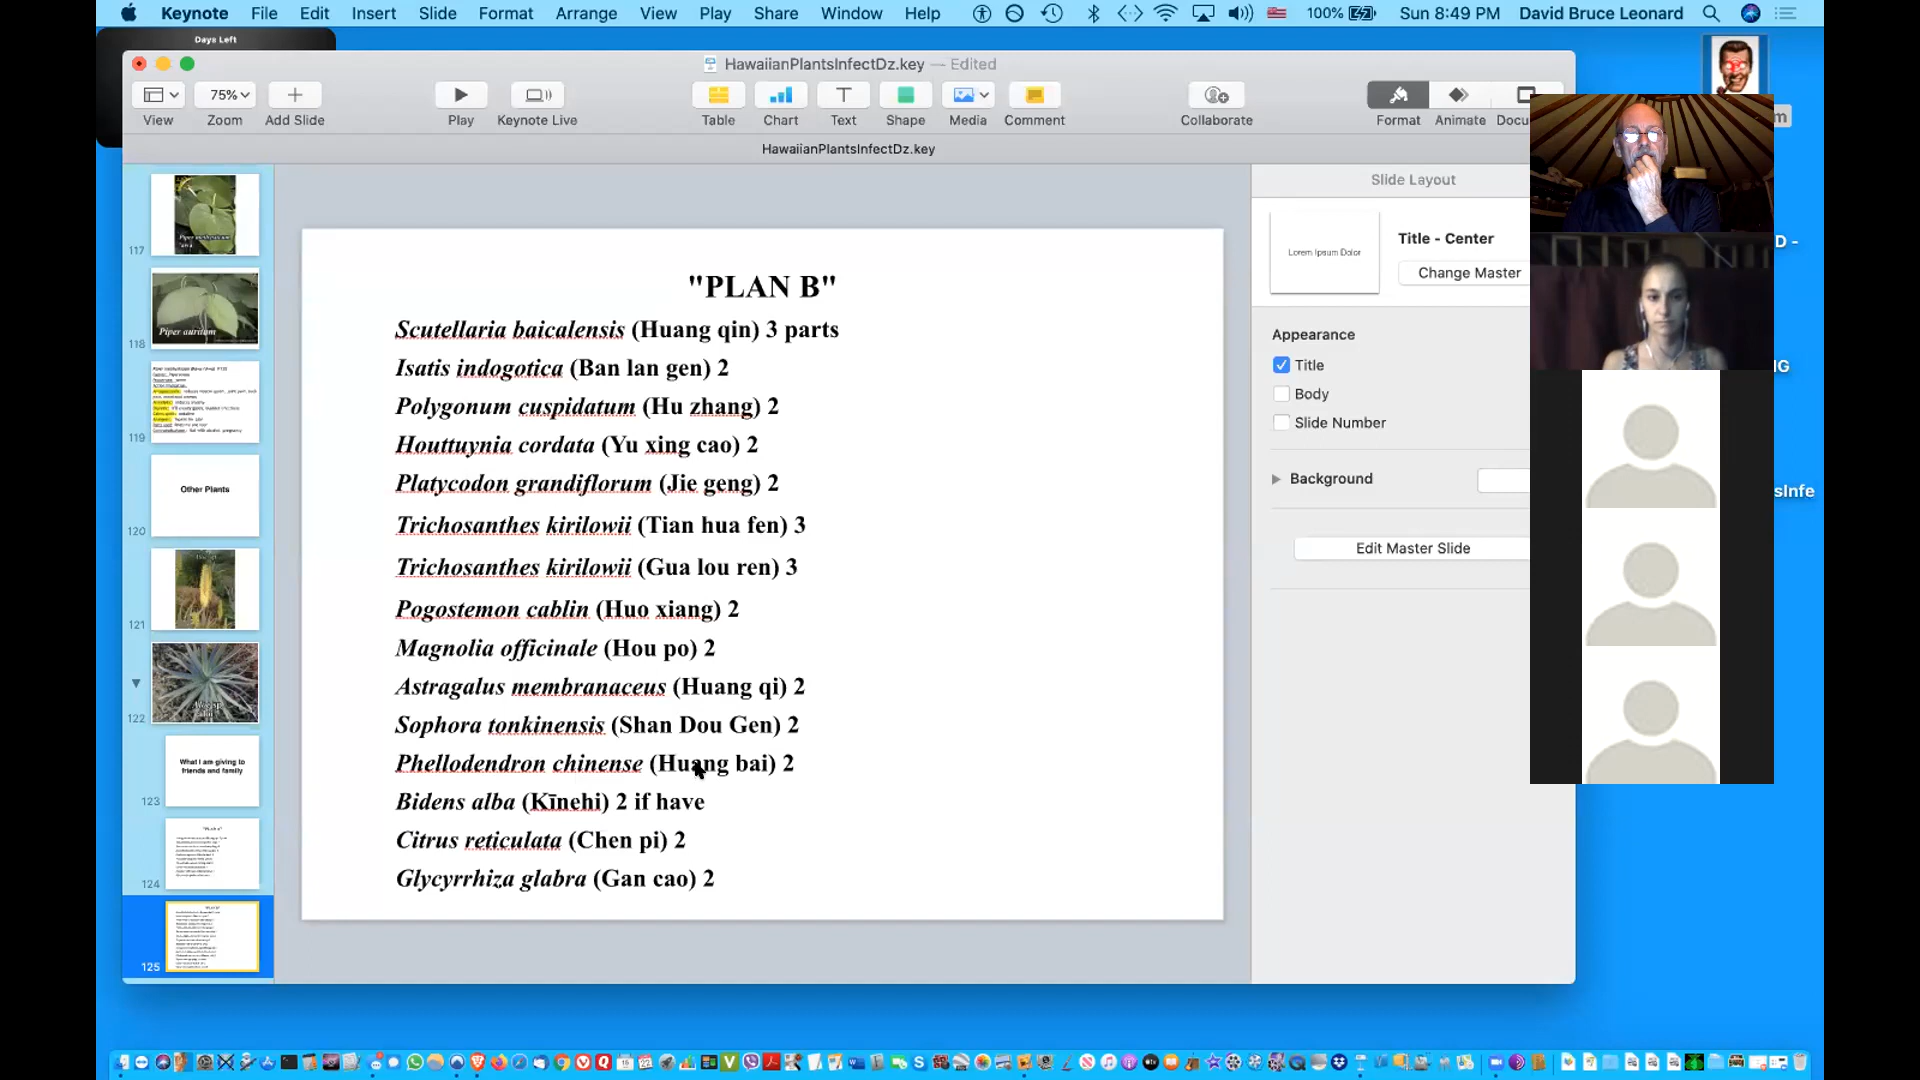 Keynote File Edit Insert Slide Format Arrange View Play Share Window Help 100% Sun 8:49 PM David Bruce Leonard
Days Left
HawaiianPlantsInfectDz.key — Edited
75%
View Zoom Add Slide Play Keynote Live Table Chart Text Shape Media Comment Collaborate Format Animate Docu
HawaiianPlantsInfectDz.key
Slide Layout
Lorem Ipsum Dolor
Title - Center
Change Master
Appearance
Title
Body
Slide Number
Background
Edit Master Slide
117
Piper auritum
118
119
Other Plants
120
121
122
What I am giving to
friends and family
123
124
125
"PLAN B"
Scutellaria baicalensis (Huang qin) 3 parts
Isatis indogotica (Ban lan gen) 2
Polygonum cuspidatum (Hu zhang) 2
Houttuynia cordata (Yu xing cao) 2
Platycodon grandiflorum (Jie geng) 2
Trichosanthes kirilowii (Tian hua fen) 3
Trichosanthes kirilowii (Gua lou ren) 3
Pogostemon cablin (Huo xiang) 2
Magnolia officinale (Hou po) 2
Astragalus membranaceus (Huang qi) 2
Sophora tonkinensis (Shan Dou Gen) 2
Phellodendron chinense (Huang bai) 2
Bidens alba (Kīnehi) 2 if have
Citrus reticulata (Chen pi) 2
Glycyrrhiza glabra (Gan cao) 2
m
D -
IG
sInfe